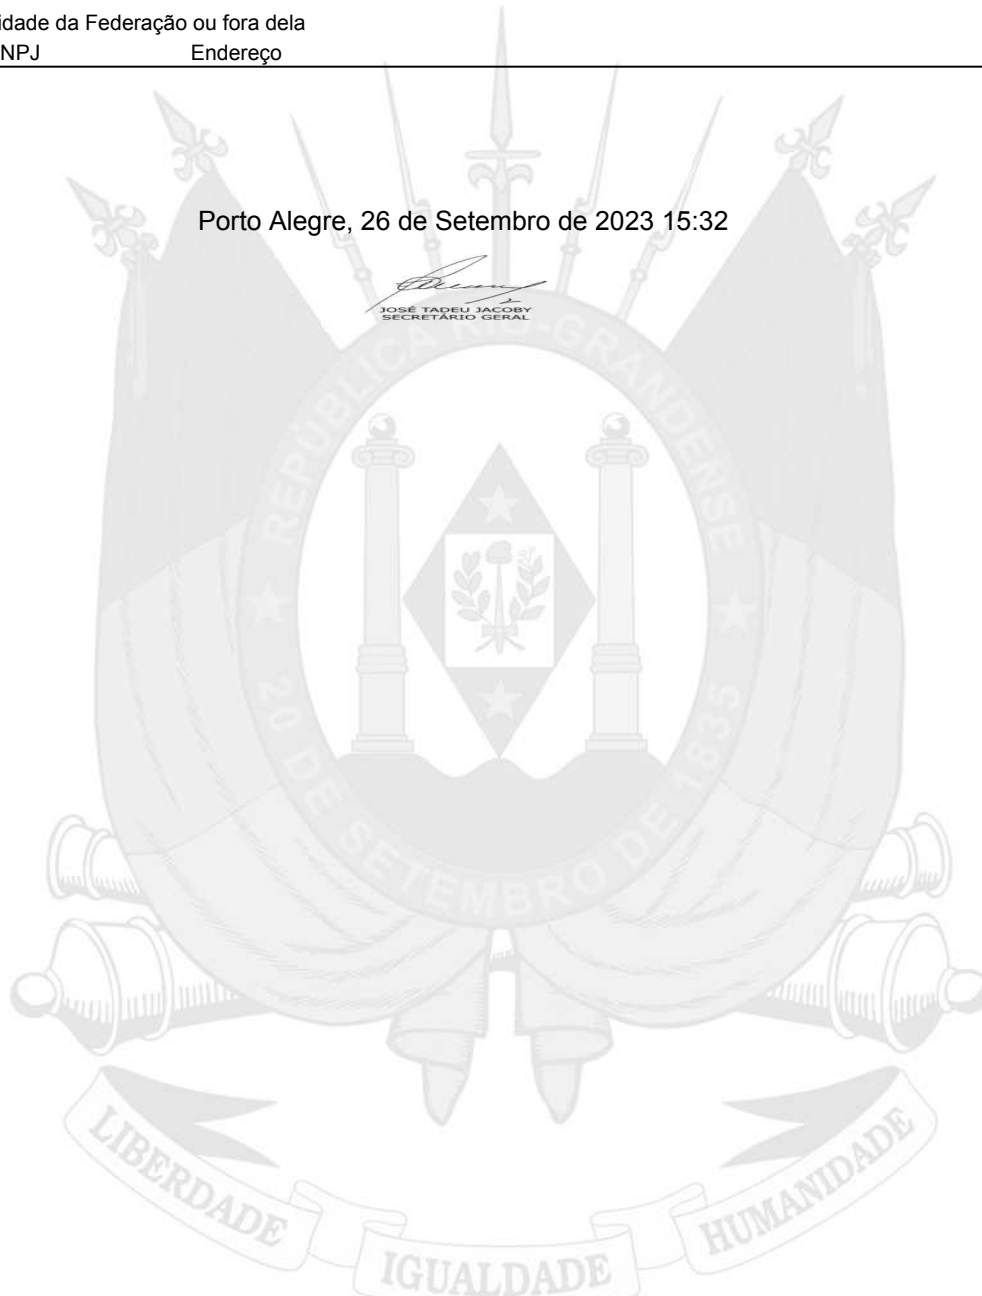 idade da Federação ou fora dela
NPJ Endereço
Porto Alegre, 26 de Setembro de 2023 15:32
JOSÉ TADEU JACOBY
SECRETÁRIO GERAL
REPÚBLICA RIO-GRANDENSE
20 DE SETEMBRO DE 1835
LIBERDADE
IGUALDADE
HUMANIDADE